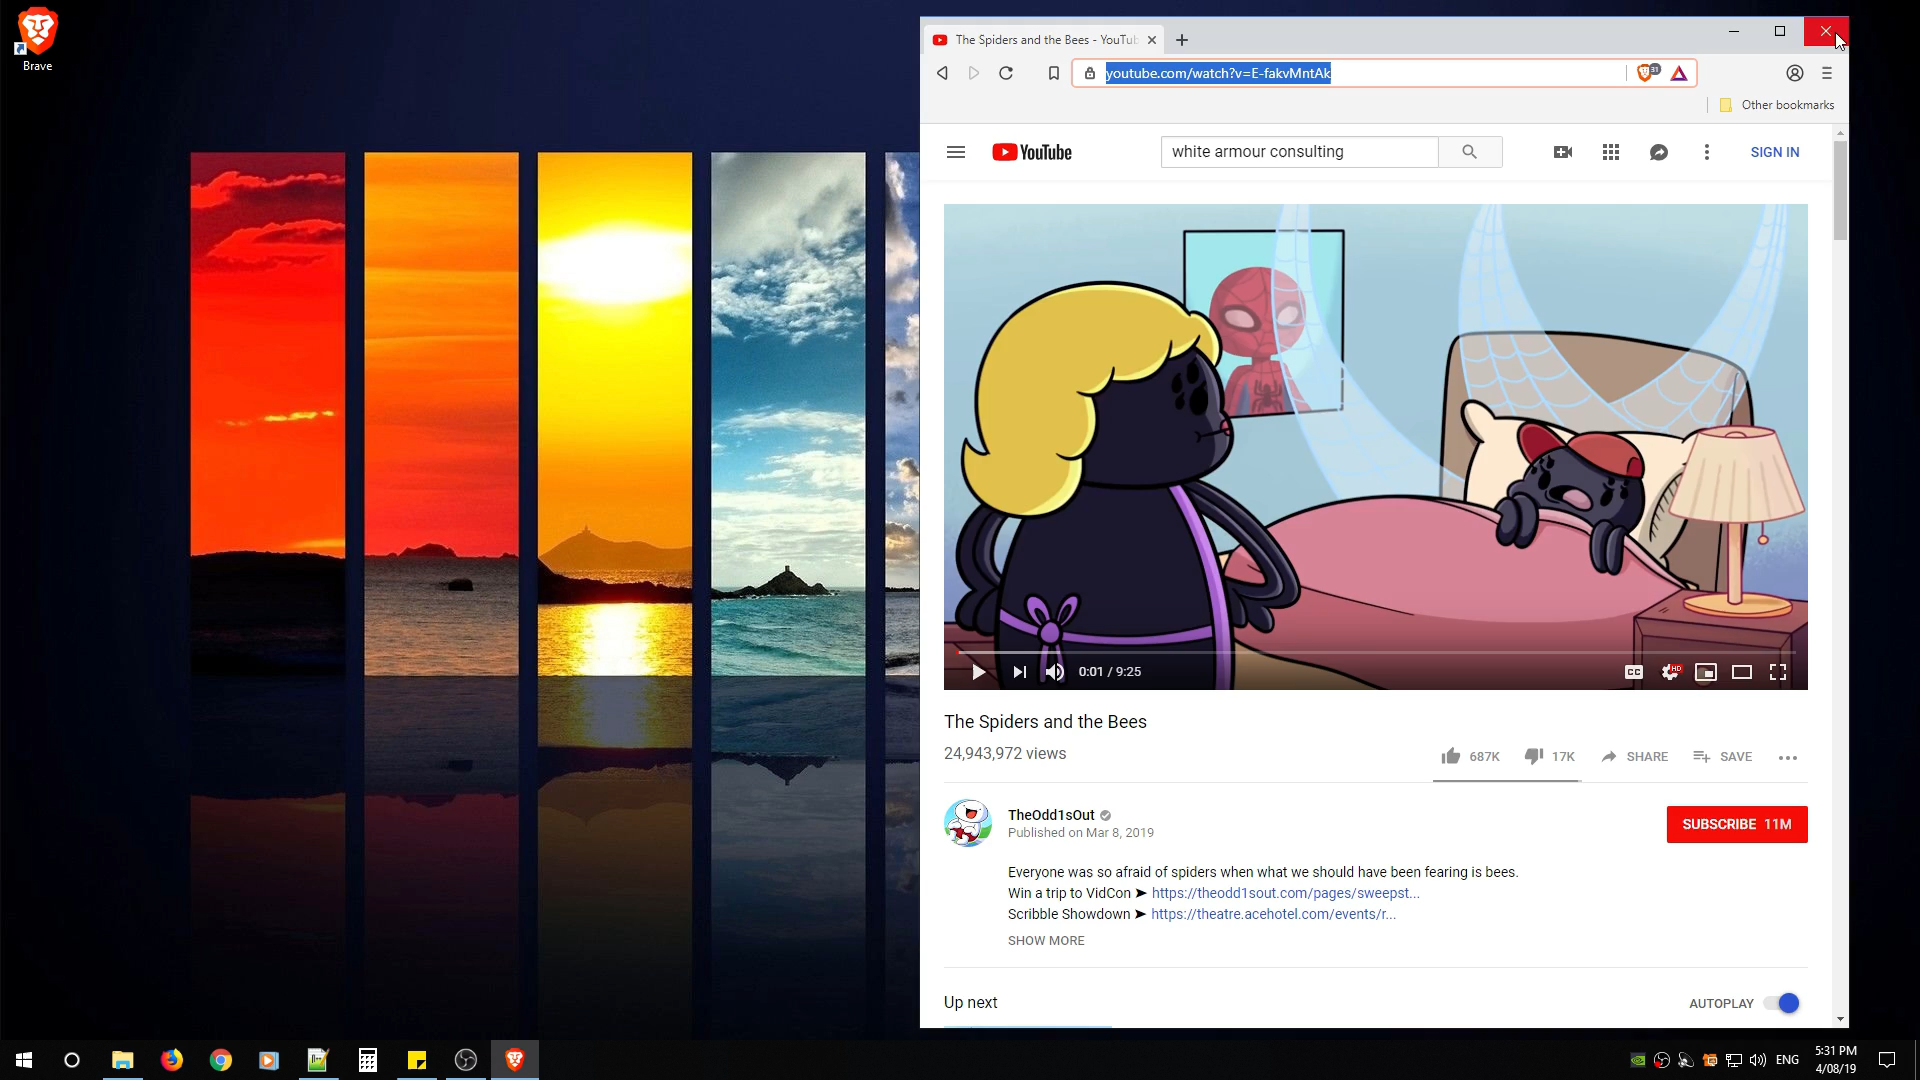 Brave
The Spiders and the Bees - YouTub
youtube.com/watch?v=E-fakvMntAk
31
Other bookmarks
YouTube
white armour consulting
SIGN IN
0:01 / 9:25
CC
HD
The Spiders and the Bees
24,943,972 views
687K
17K
SHARE
SAVE
TheOdd1sOut
Published on Mar 8, 2019
SUBSCRIBE 11M
Everyone was so afraid of spiders when what we should have been fearing is bees.
Win a trip to VidCon ➤ https://theodd1sout.com/pages/sweepst...
Scribble Showdown ➤ https://theatre.acehotel.com/events/r...
SHOW MORE
Up next
AUTOPLAY
ENG
5:31 PM
4/08/19